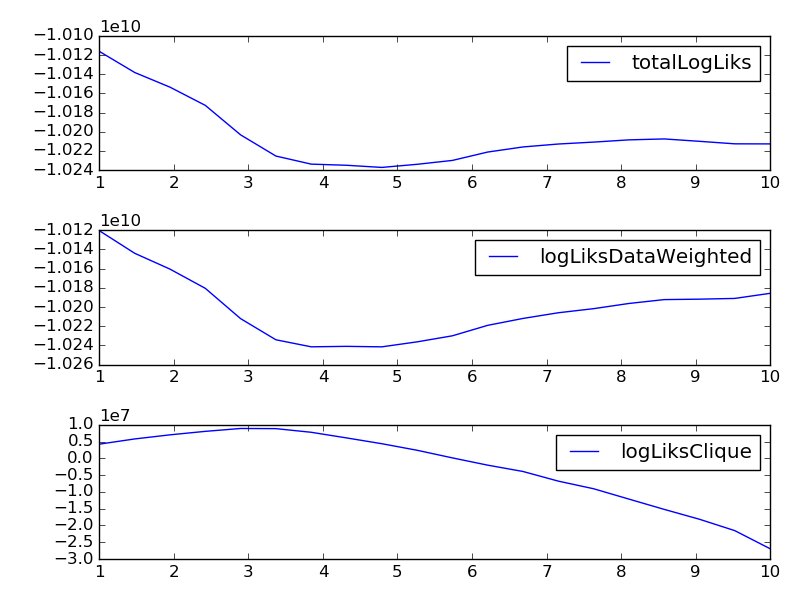 1e10
−1.010
−1.012
−1.014
−1.016
−1.018
−1.020
−1.022
−1.024
totalLogLiks
1 2 3 4 5 6 7 8 9 10
1e10
−1.012
−1.014
−1.016
−1.018
−1.020
−1.022
−1.024
−1.026
logLiksDataWeighted
1 2 3 4 5 6 7 8 9 10
1e7
1.0
0.5
0.0
−0.5
−1.0
−1.5
−2.0
−2.5
−3.0
logLiksClique
1 2 3 4 5 6 7 8 9 10